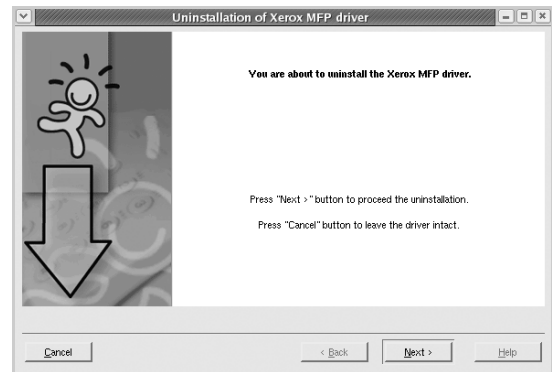 Uninstallation of Xerox MFP driver
You are about to uninstall the Xerox MFP driver.
Press "Next >" button to proceed the uninstallation.
Press "Cancel" button to leave the driver intact.
Cancel
< Back
Next >
Help